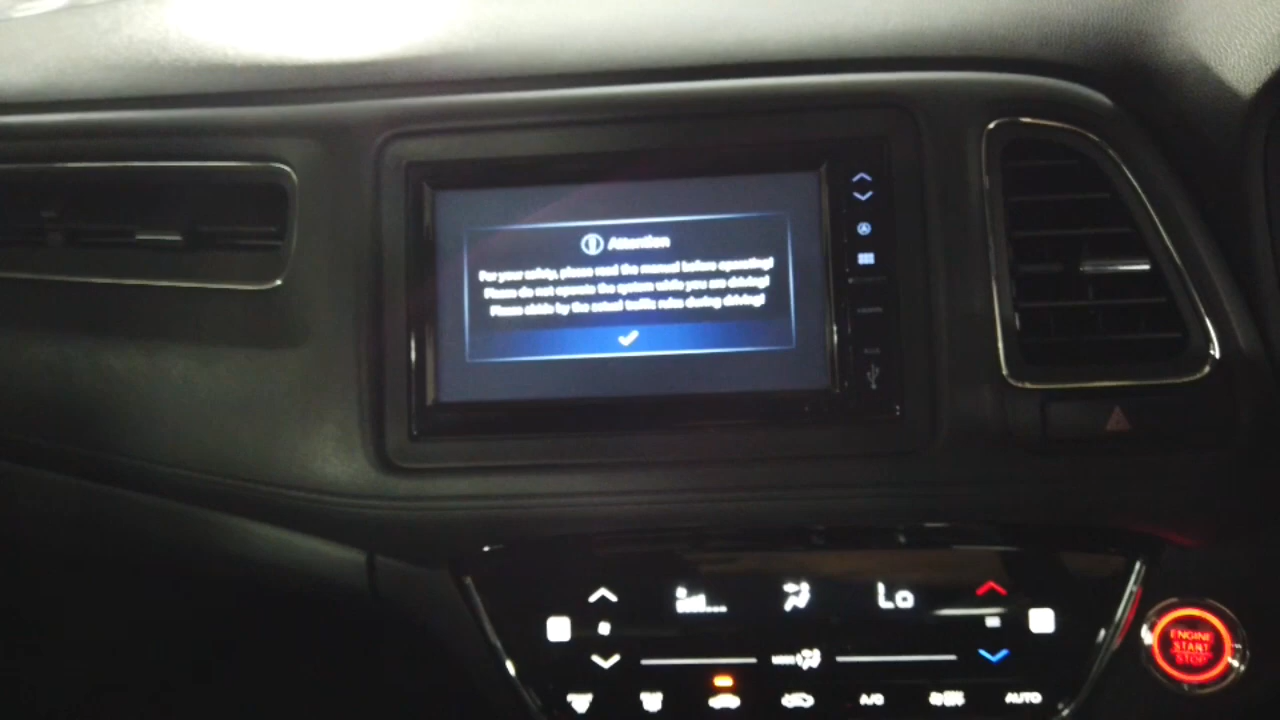 Attention
For your safety, please read the manual before operating!
Please do not operate the system while you are driving!
Please abide by the actual traffic rules during driving!
Lo
MODE
A/C
AUTO
ENGINE
START
STOP